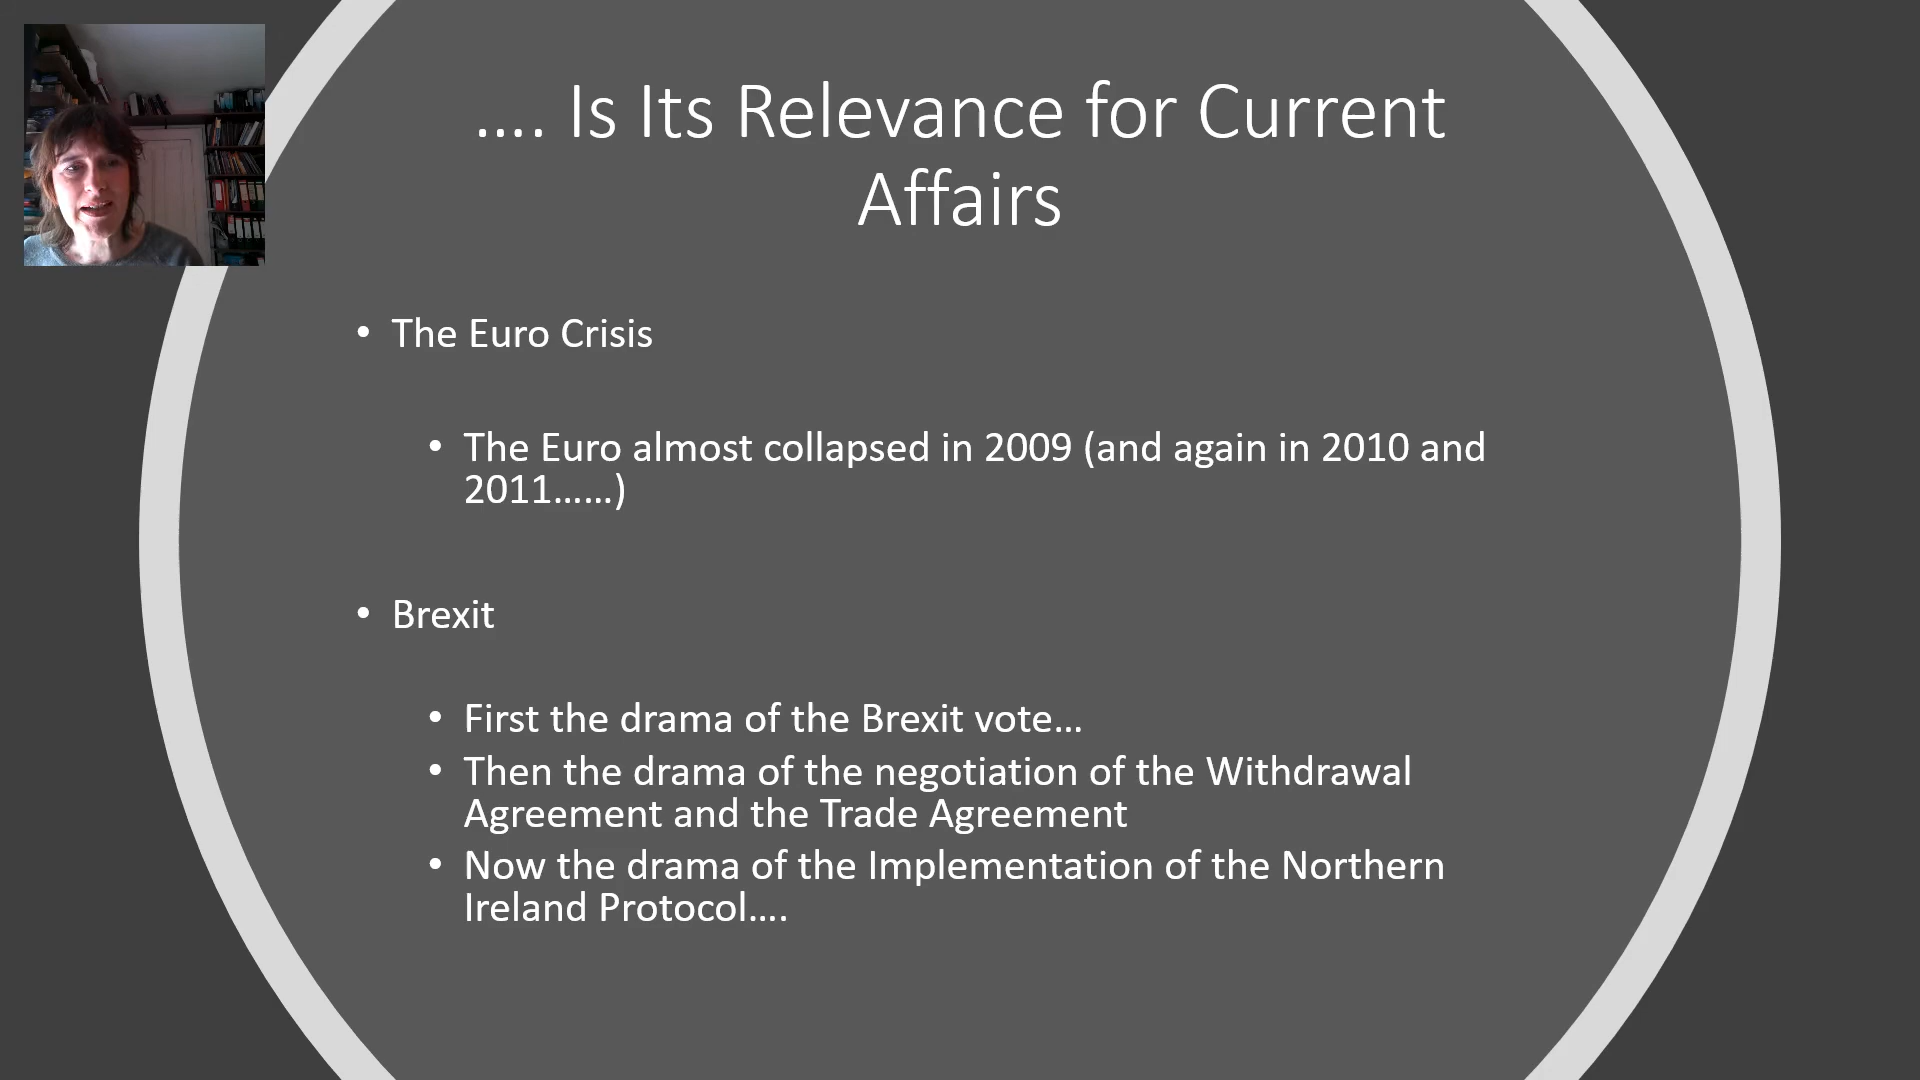 .... Is Its Relevance for Current
Affairs
• The Euro Crisis
• The Euro almost collapsed in 2009 (and again in 2010 and
2011……)
• Brexit
• First the drama of the Brexit vote…
• Then the drama of the negotiation of the Withdrawal
Agreement and the Trade Agreement
• Now the drama of the Implementation of the Northern
Ireland Protocol….